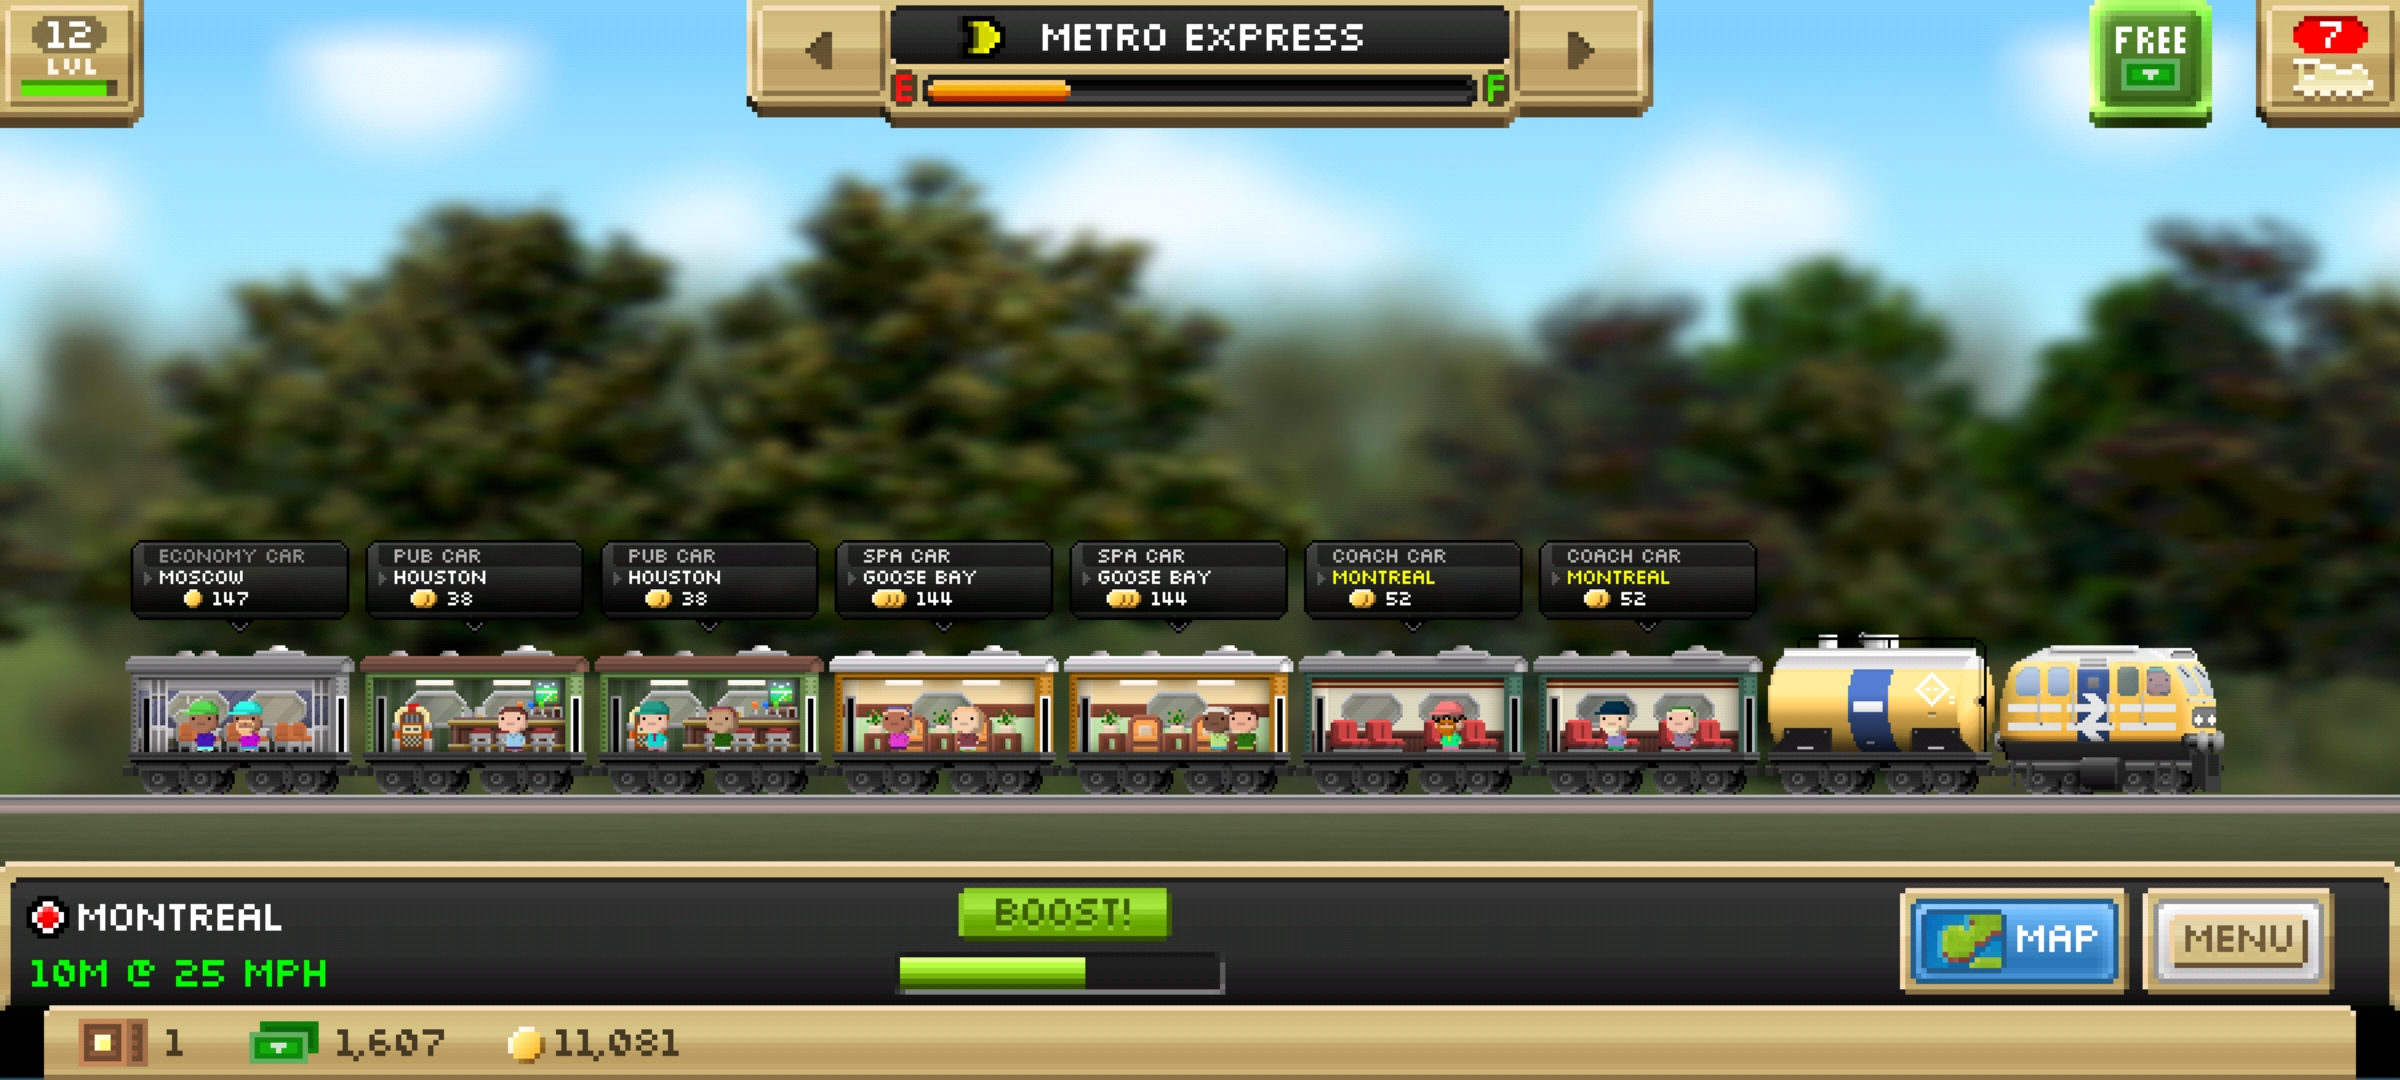 12
LVL
METRO EXPRESS
E
F
FREE
7
ECONOMY CAR
MOSCOW
147
PUB CAR
HOUSTON
38
PUB CAR
HOUSTON
38
SPA CAR
GOOSE BAY
144
SPA CAR
GOOSE BAY
144
COACH CAR
MONTREAL
52
COACH CAR
MONTREAL
52
MONTREAL
10M @ 25 MPH
BOOST!
MAP
MENU
1
1,607
11,081